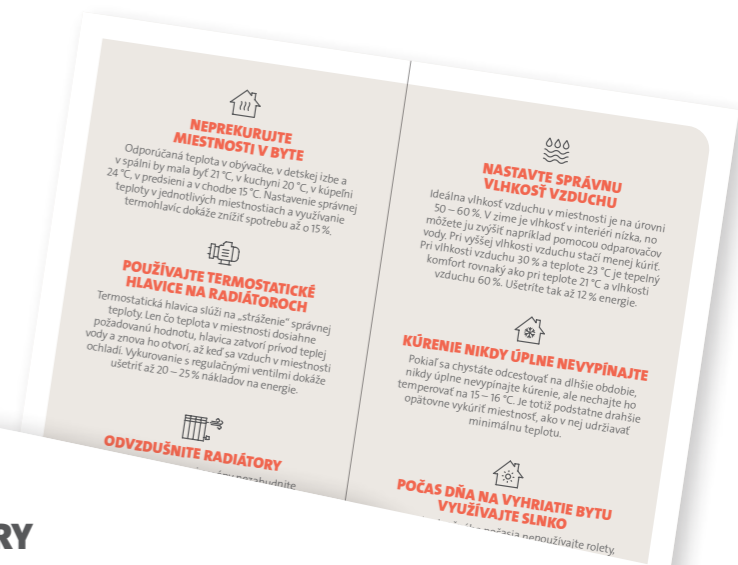 NEPREKURUJTE
MIESTNOSTI V BYTE
Odporúčaná teplota v obývačke, v detskej izbe a
v spálni by mala byť 21 °C, v kuchyni 20 °C, v kúpeľni
24 °C, v predsieni a v chodbe 15 °C. Nastavenie správnej
teploty v jednotlivých miestnostiach a využívanie
termohlavíc dokáže znížiť spotrebu až o 15 %.
POUŽÍVAJTE TERMOSTATICKÉ
HLAVICE NA RADIÁTOROCH
Termostatická hlavica slúži na „stráženie“ správnej
teploty. Len čo teplota v miestnosti dosiahne
požadovanú hodnotu, hlavica zatvorí prívod teplej
vody a znova ho otvorí, až keď sa vzduch v miestnosti
ochladí. Vykurovanie s regulačnými ventilmi dokáže
ušetriť až 20 – 25 % nákladov na energie.
ODVZDUŠNITE RADIÁTORY
nezabudnite
NASTAVTE SPRÁVNU
VLHKOSŤ VZDUCHU
Ideálna vlhkosť vzduchu v miestnosti je na úrovni
50 – 60 %. V zime je vlhkosť v interiéri nízka, no
môžete ju zvýšiť napríklad pomocou odparovačov
vody. Pri vyššej vlhkosti vzduchu stačí menej kúriť.
Pri vlhkosti vzduchu 30 % a teplote 23 °C je tepelný
komfort rovnaký ako pri teplote 21 °C a vlhkosti
vzduchu 60 %. Ušetríte tak až 12 % energie.
KÚRENIE NIKDY ÚPLNE NEVYPÍNAJTE
Pokiaľ sa chystáte odcestovať na dlhšie obdobie,
nikdy úplne nevypínajte kúrenie, ale nechajte ho
temperovať na 15 – 16 °C. Je totiž podstatne drahšie
opätovne vykúriť miestnosť, ako v nej udržiavať
minimálnu teplotu.
POČAS DŇA NA VYHRIATIE BYTU
VYUŽÍVAJTE SLNKO
počasia nepoužívajte rolety,
RY